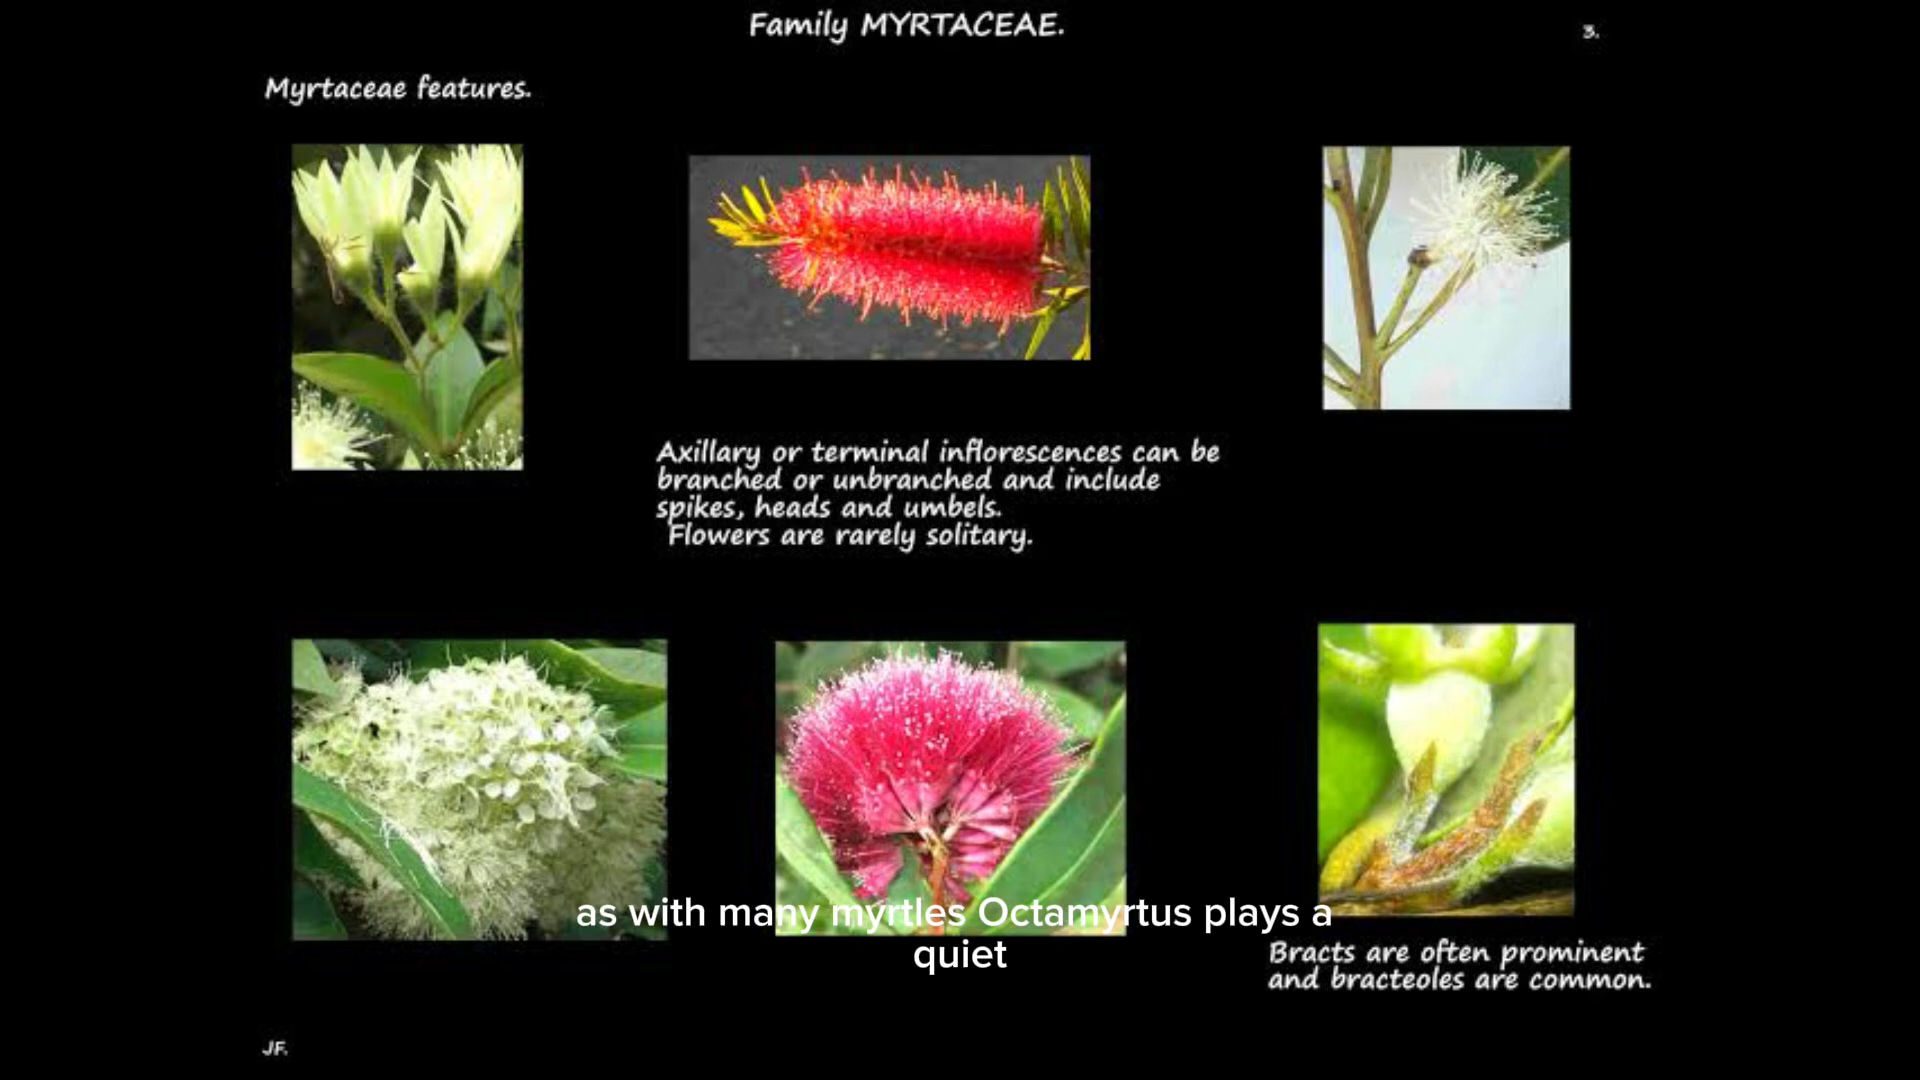 Family MYRTACEAE.
3.
Myrtaceae features.
Axillary or terminal inflorescences can be
branched or unbranched and include
spikes, heads and umbels.
Flowers are rarely solitary.
as with many myrtles Octamyrtus plays a
quiet
Bracts are often prominent
and bracteoles are common.
JF.